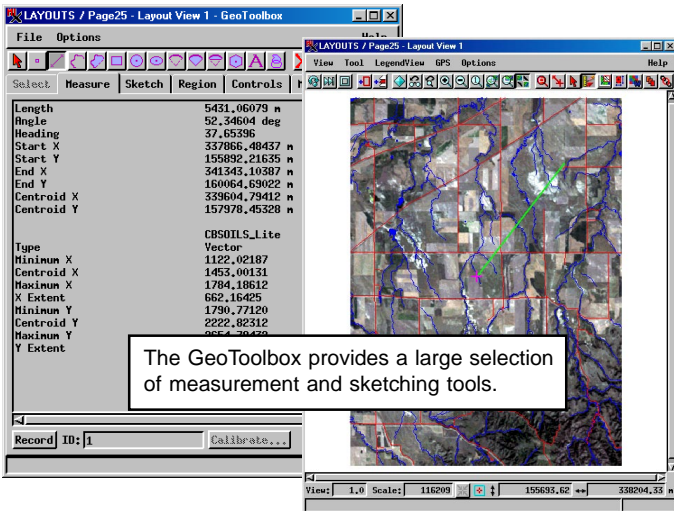 LAYOUTS / Page25 - Layout View 1 - GeoToolbox
File Options
Select Measure Sketch Region Controls
Length 5431.06079 m
Angle 52.34604 deg
Heading 37.65396
Start X 337866.48437 m
Start Y 155892.21635 m
End X 341343.10387 m
End Y 160064.69022 m
Centroid X 339604.79412 m
Centroid Y 157978.45328 m
CBSOILS_Lite
Type Vector
Minimum X 1122.02187
Centroid X 1453.00131
Maximum X 1784.18612
X Extent 662.16425
Minimum Y 1790.77120
Centroid Y 2222.82312
Maximum Y
Y Extent
Record ID: 1 Calibrate...
LAYOUTS / Page25 - Layout View 1
View Tool LegendView GPS Options Help
The GeoToolbox provides a large selection
of measurement and sketching tools.
View: 1.0 Scale: 116209 155693.62 338204.33 m